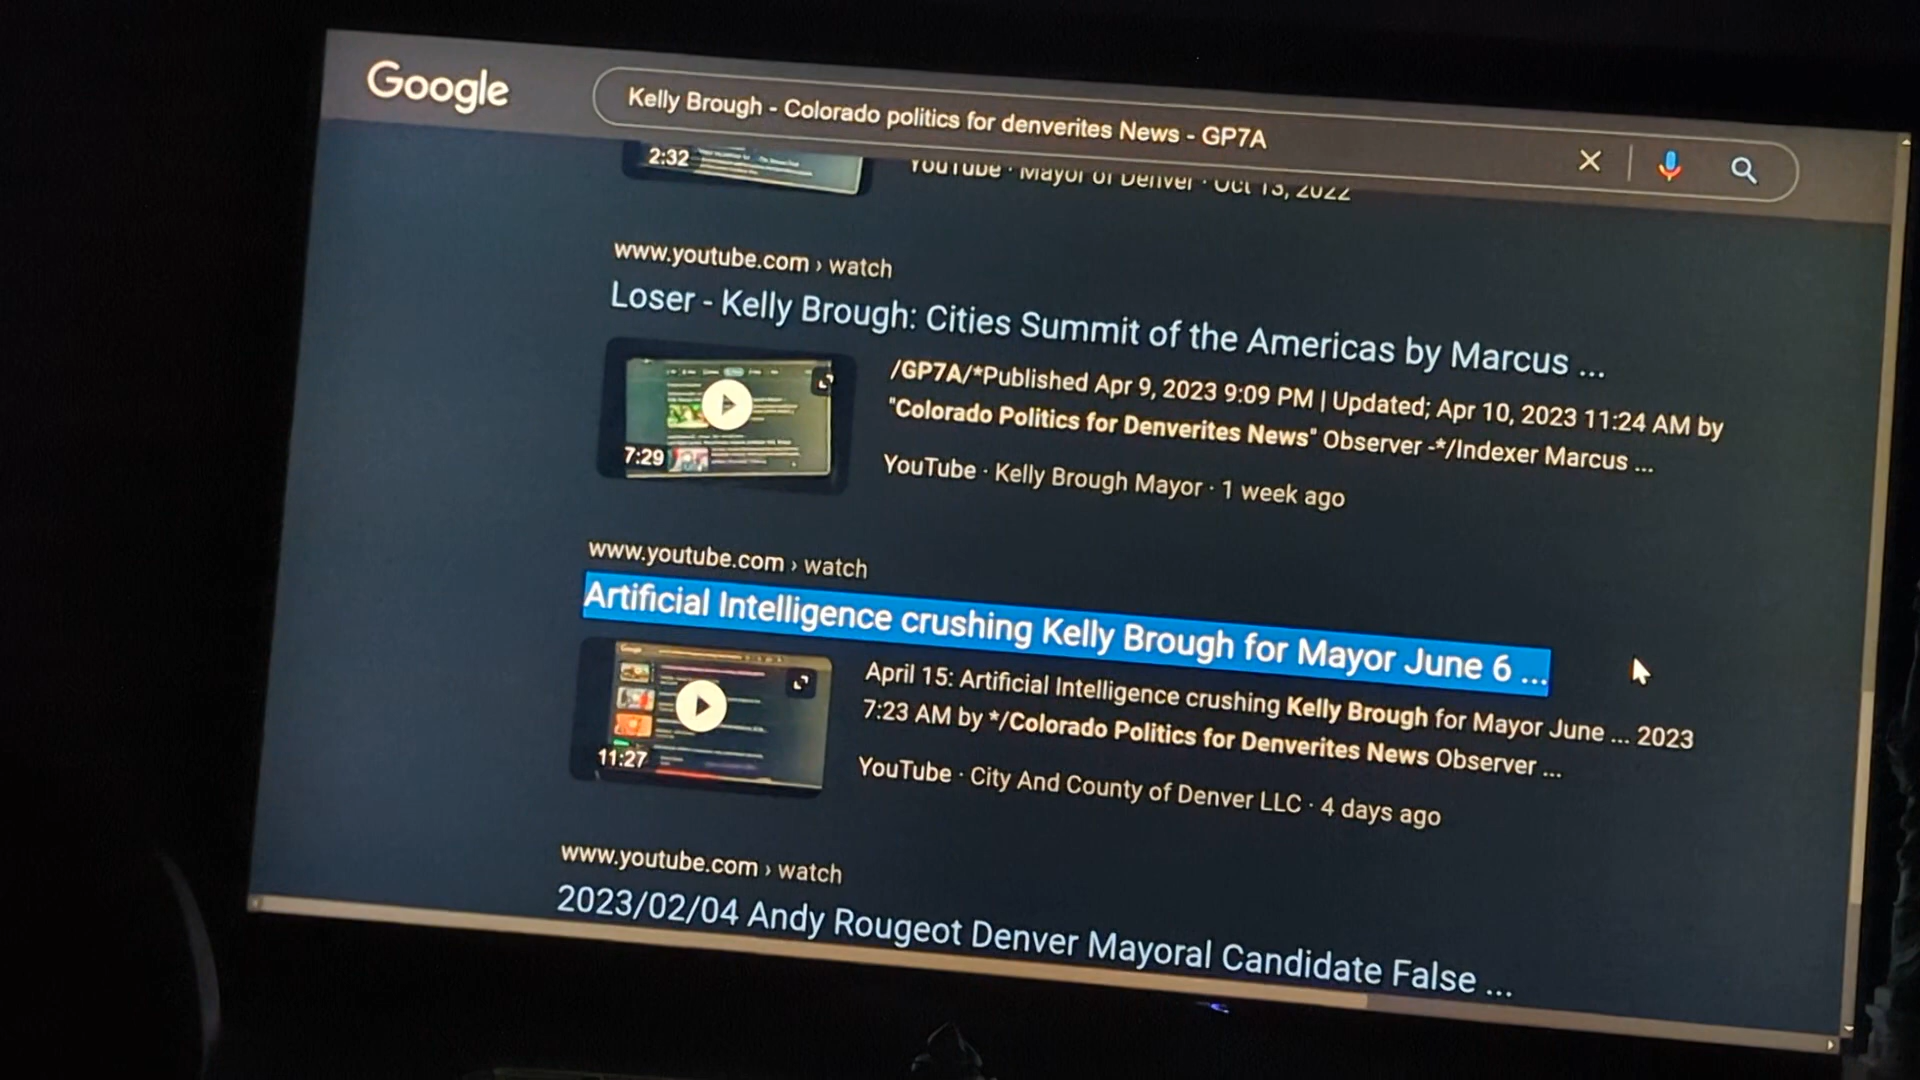 Google
Kelly Brough - Colorado politics for denverites News - GP7A
2:32
YouTube · Mayor of Denver · Oct 13, 2022
www.youtube.com › watch
Loser - Kelly Brough: Cities Summit of the Americas by Marcus ...
/GP7A/*Published Apr 9, 2023 9:09 PM | Updated; Apr 10, 2023 11:24 AM by
"Colorado Politics for Denverites News" Observer -*/Indexer Marcus ...
7:29
YouTube · Kelly Brough Mayor · 1 week ago
www.youtube.com › watch
Artificial Intelligence crushing Kelly Brough for Mayor June 6 ...
April 15: Artificial Intelligence crushing Kelly Brough for Mayor June ... 2023
7:23 AM by */Colorado Politics for Denverites News Observer ...
11:27
YouTube · City And County of Denver LLC · 4 days ago
www.youtube.com › watch
2023/02/04 Andy Rougeot Denver Mayoral Candidate False ...